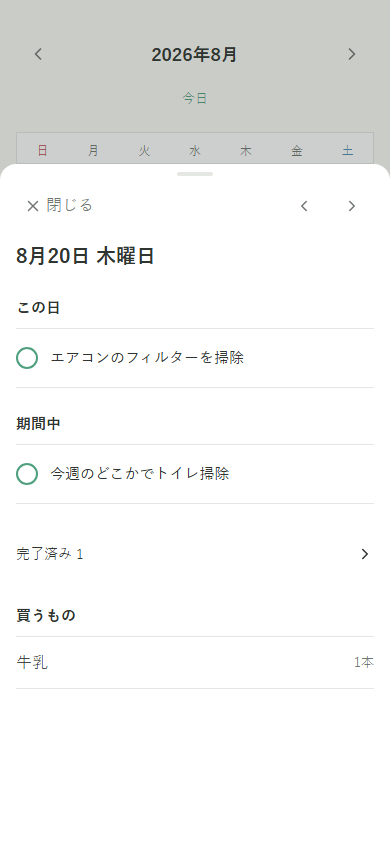 2026年8月
今日
日 月 火 水 木 金 土
閉じる
8月20日 木曜日
この日
エアコンのフィルターを掃除
期間中
今週のどこかでトイレ掃除
完了済み 1
買うもの
牛乳 1本